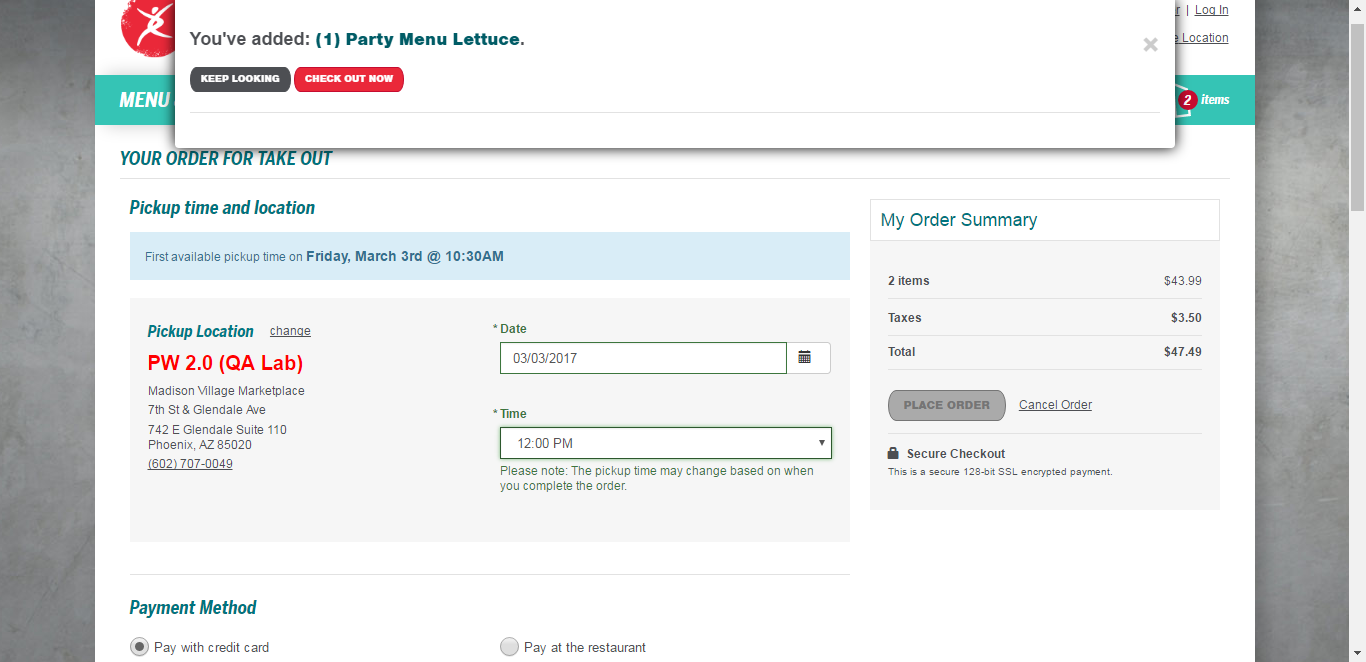 You've added: (1) Party Menu Lettuce.
KEEP LOOKING CHECK OUT NOW
×
| Log In
Location
MENU
2 items
YOUR ORDER FOR TAKE OUT
Pickup time and location
First available pickup time on Friday, March 3rd @ 10:30AM
Pickup Location change
PW 2.0 (QA Lab)
Madison Village Marketplace
7th St & Glendale Ave
742 E Glendale Suite 110
Phoenix, AZ 85020
(602) 707-0049
* Date
03/03/2017
* Time
12:00 PM
Please note: The pickup time may change based on when
you complete the order.
My Order Summary
2 items $43.99
Taxes $3.50
Total $47.49
PLACE ORDER Cancel Order
Secure Checkout
This is a secure 128-bit SSL encrypted payment.
Payment Method
Pay with credit card Pay at the restaurant